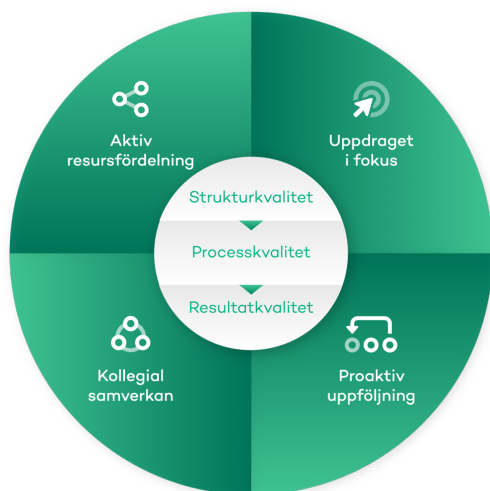 Aktiv
resursfördelning
Uppdraget
i fokus
Strukturkvalitet
Processkvalitet
Resultatkvalitet
Kollegial
samverkan
Proaktiv
uppföljning